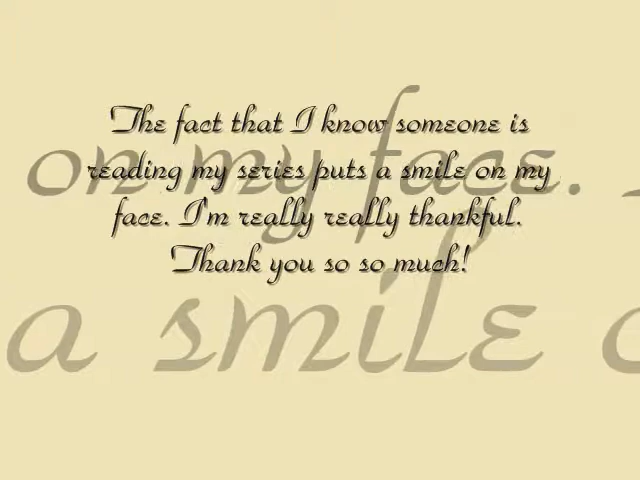 The fact that I know someone is
reading my series puts a smile on my
face. I'm really really thankful.
Thank you so so much!
on my face.
a smile